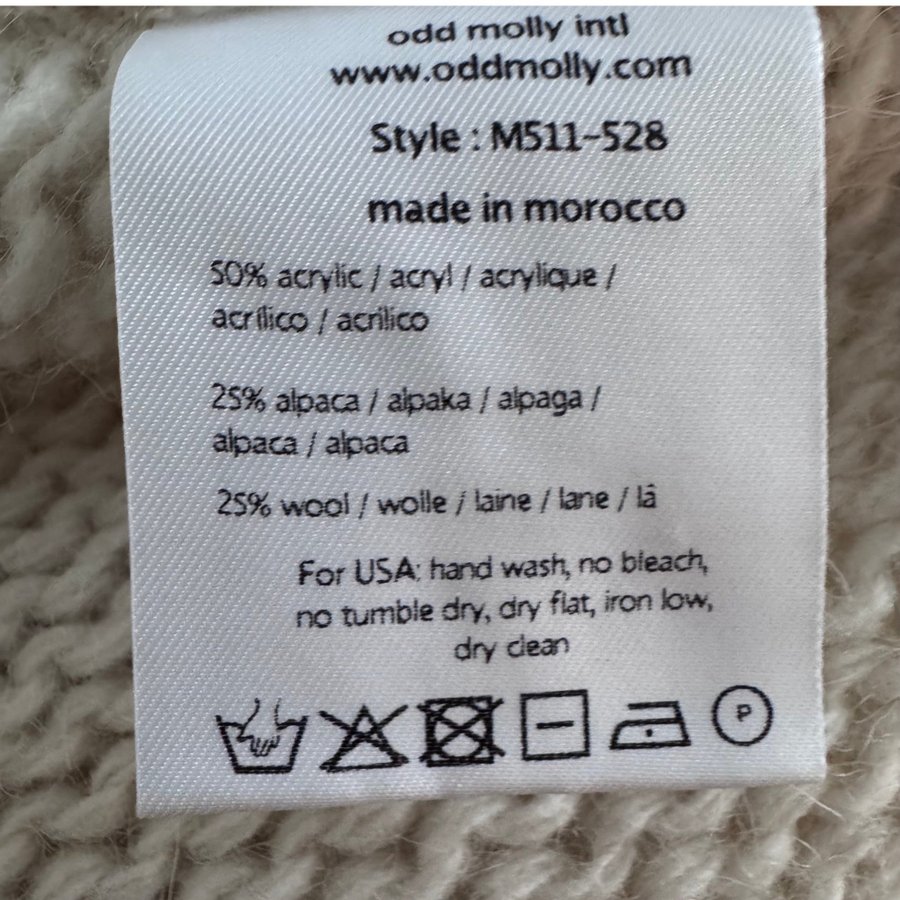 odd molly intl
www.oddmolly.com
Style : M511-528
made in morocco
50% acrylic / acryl / acrylique /
acrílico / acrilico
25% alpaca / alpaka / alpaga /
alpaca / alpaca
25% wool / wolle / laine / lane / lã
For USA: hand wash, no bleach,
no tumble dry, dry flat, iron low,
dry clean
P